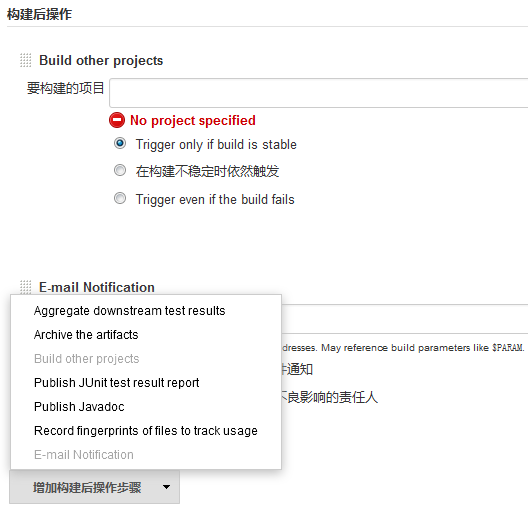 构建后操作
Build other projects
要构建的项目
No project specified
Trigger only if build is stable
在构建不稳定时依然触发
Trigger even if the build fails
E-mail Notification
Aggregate downstream test results
Archive the artifacts
dresses. May reference build parameters like $PARAM.
Build other projects
件通知
Publish JUnit test result report
不良影响的责任人
Publish Javadoc
Record fingerprints of files to track usage
E-mail Notification
增加构建后操作步骤